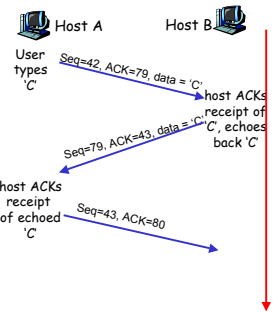 Host A
Host B
User
types
‘C’
Seq=42, ACK=79, data = ‘C’
host ACKs
receipt of
‘C’, echoes
back ‘C’
Seq=79, ACK=43, data = ‘C’
host ACKs
receipt
of echoed
‘C’
Seq=43, ACK=80